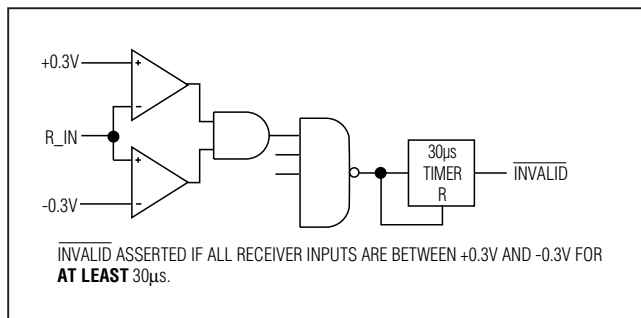 +0.3V
+
-
R_IN
+
-0.3V
-
30μs
TIMER
R
INVALID
INVALID ASSERTED IF ALL RECEIVER INPUTS ARE BETWEEN +0.3V AND -0.3V FOR
AT LEAST 30μs.